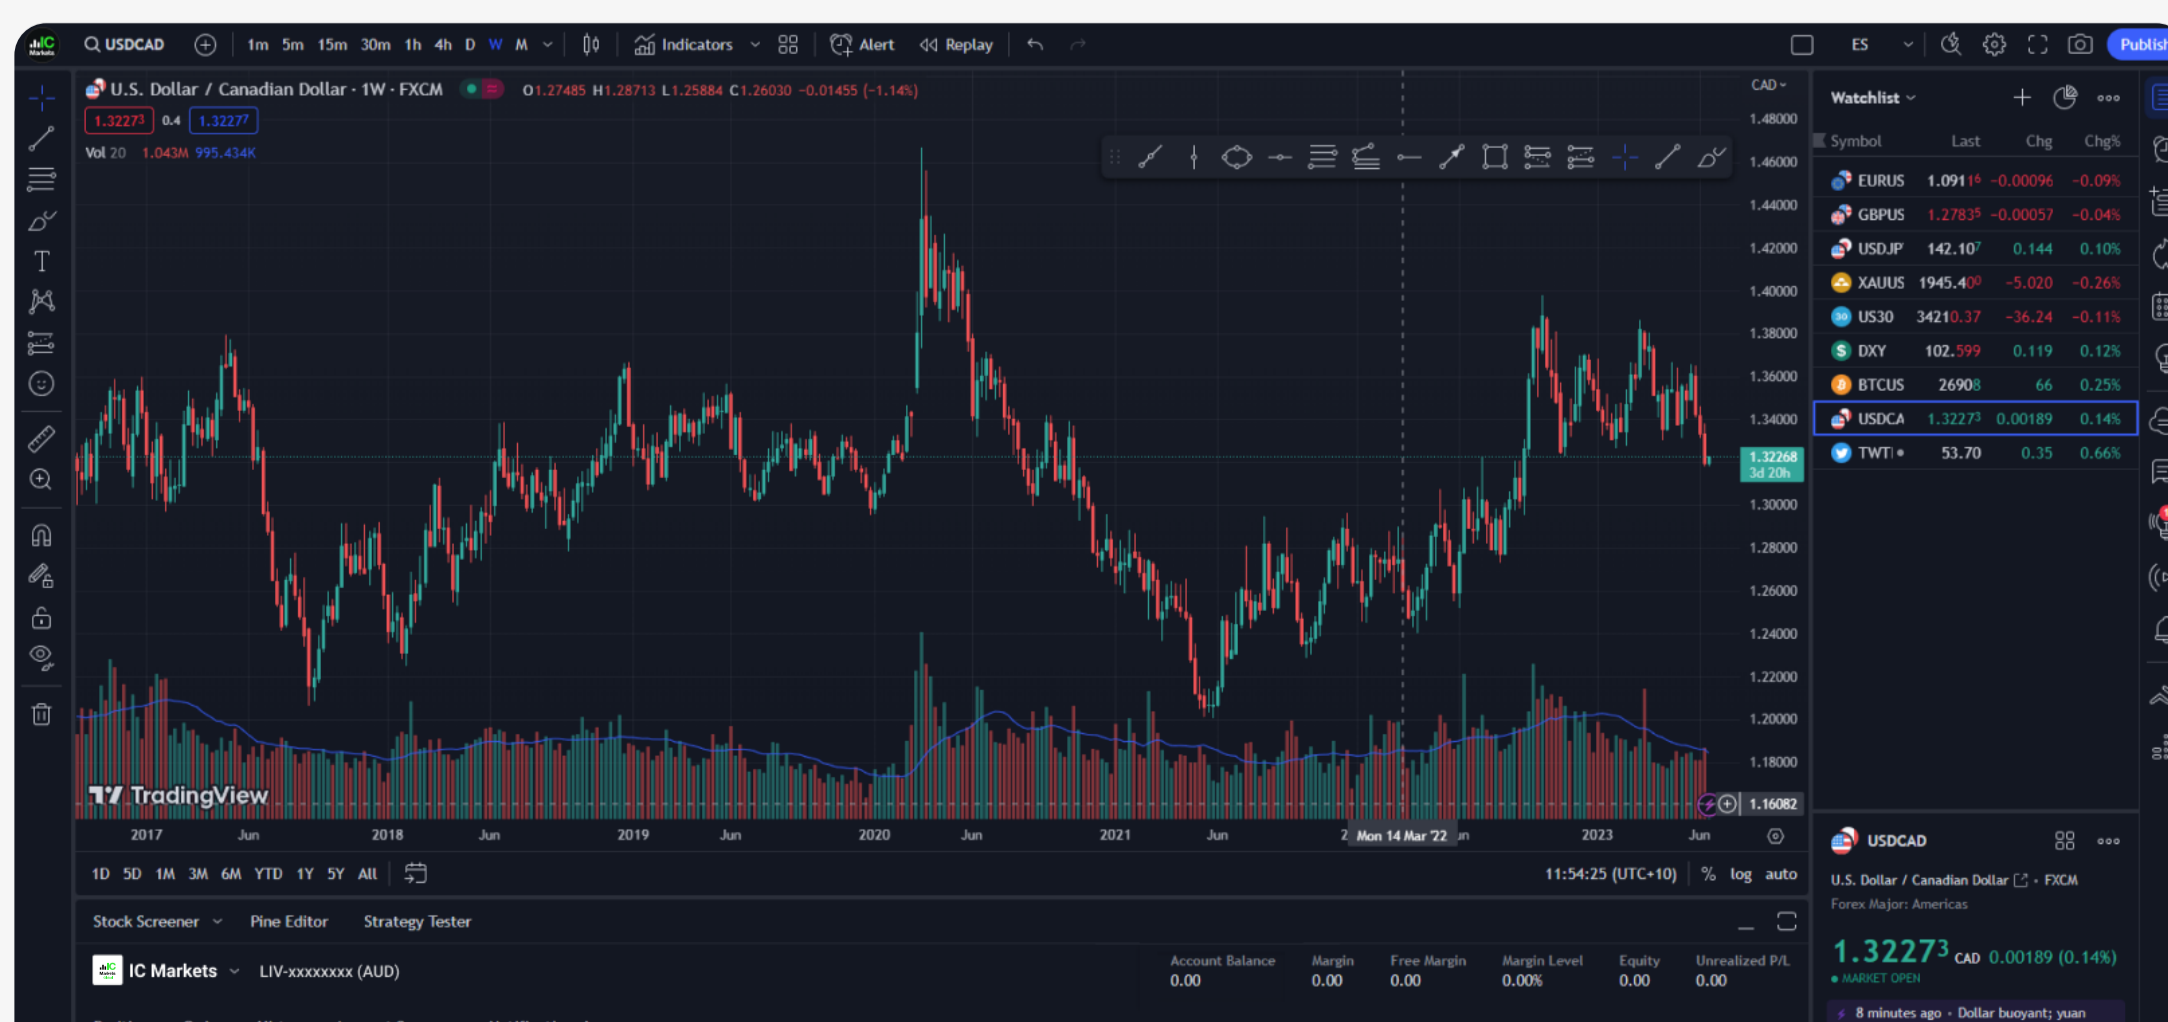 IC Markets USDCAD 1m 5m 15m 30m 1h 4h D W M Indicators Alert Replay ES Publish
U.S. Dollar / Canadian Dollar · 1W · FXCM O1.27485 H1.28713 L1.25884 C1.26030 −0.01455 (−1.14%)
1.32273 0.4 1.32277
Vol 20 1.043M 995.434K
CAD
1.48000
1.46000
1.44000
1.42000
1.40000
1.38000
1.36000
1.34000
1.32268
3d 20h
1.30000
1.28000
1.26000
1.24000
1.22000
1.20000
1.18000
1.16082
TradingView
2017 Jun 2018 Jun 2019 Jun 2020 Jun 2021 Jun 2 Mon 14 Mar '22 un 2023 Jun
1D 5D 1M 3M 6M YTD 1Y 5Y All 11:54:25 (UTC+10) % log auto
Stock Screener Pine Editor Strategy Tester
IC Markets LIV-xxxxxxxx (AUD)
Account Balance Margin Free Margin Margin Level Equity Unrealized P/L
0.00 0.00 0.00 0.00% 0.00 0.00
Watchlist
Symbol Last Chg Chg%
EURUS 1.09116 −0.00096 −0.09%
GBPUS 1.27835 −0.00057 −0.04%
USDJP 142.107 0.144 0.10%
XAUUS 1945.400 −5.020 −0.26%
30 US30 34210.37 −36.24 −0.11%
S DXY 102.599 0.119 0.12%
BTCUS 26908 66 0.25%
USDCA 1.32273 0.00189 0.14%
TWT 53.70 0.35 0.66%
USDCAD
U.S. Dollar / Canadian Dollar · FXCM
Forex Major: Americas
1.32273 CAD 0.00189 (0.14%)
MARKET OPEN
8 minutes ago · Dollar buoyant; yuan